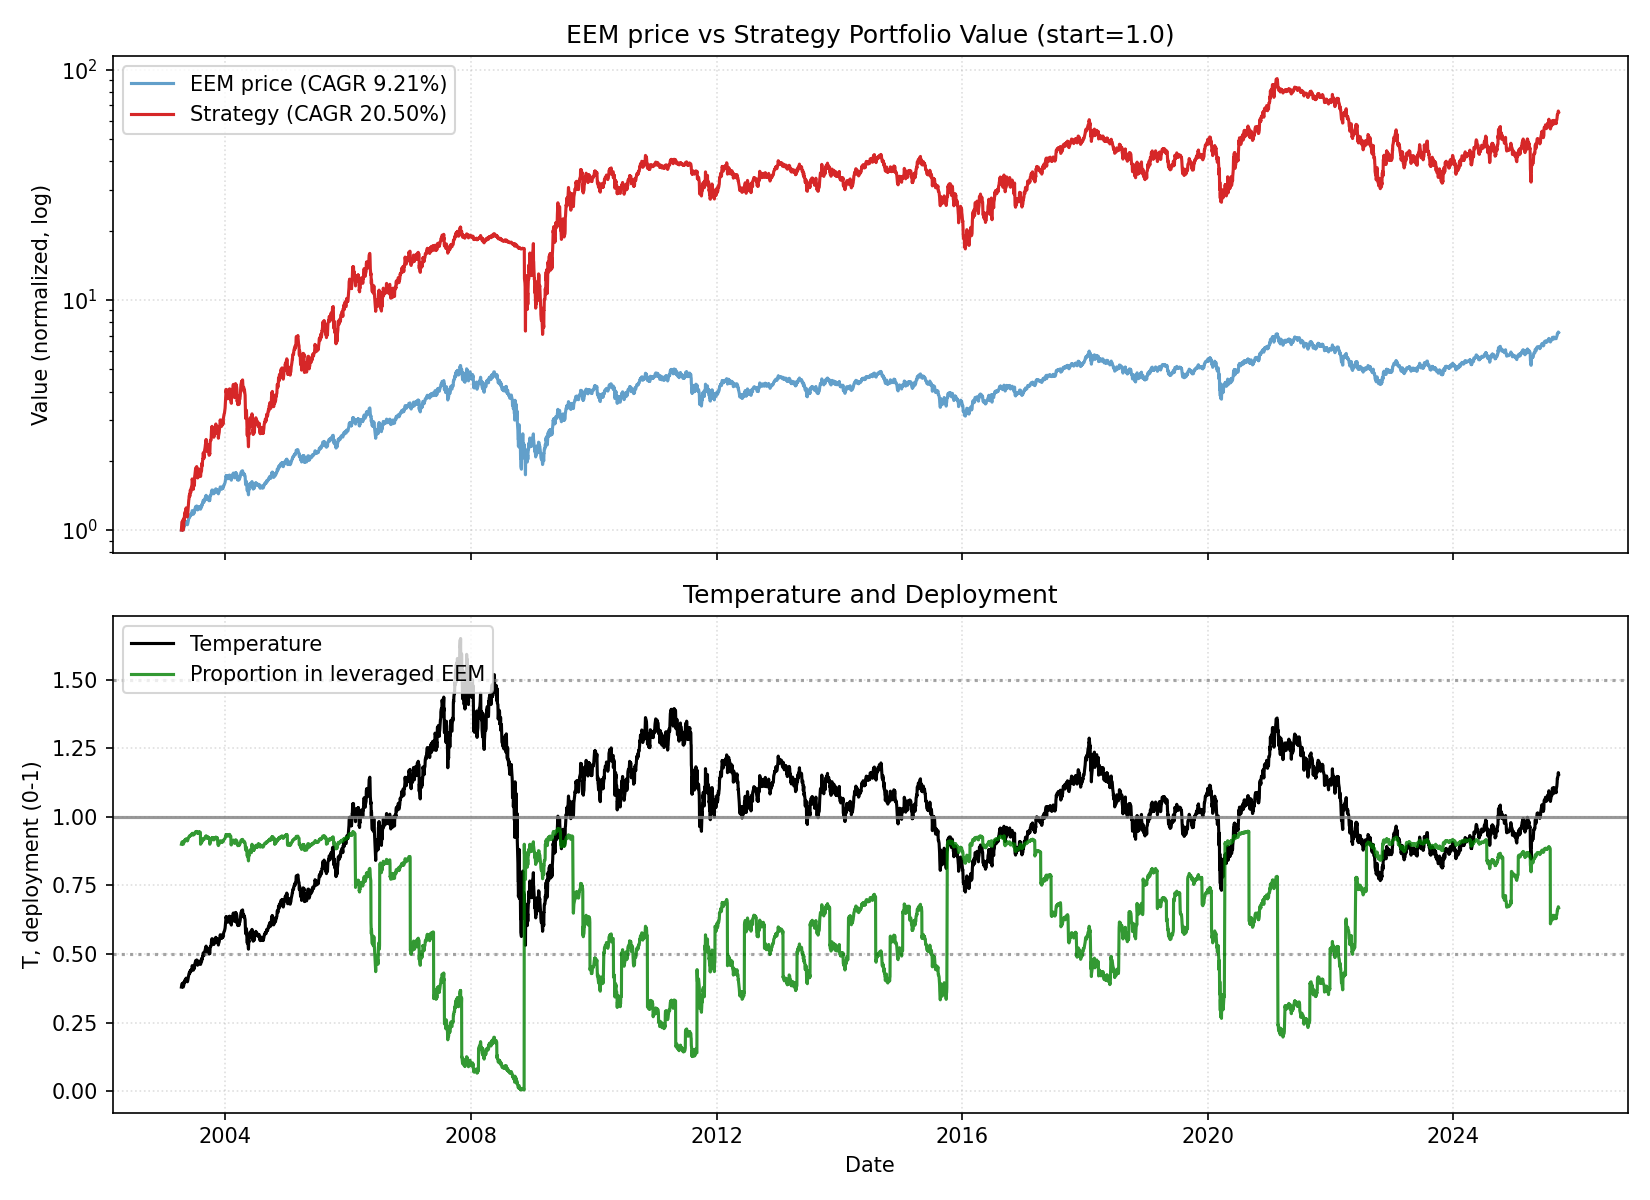 EEM price vs Strategy Portfolio Value (start=1.0)
EEM price (CAGR 9.21%)
Strategy (CAGR 20.50%)
10²
10¹
10⁰
Value (normalized, log)
Temperature and Deployment
Temperature
Proportion in leveraged EEM
1.50
1.25
1.00
0.75
0.50
0.25
0.00
T, deployment (0-1)
2004 2008 2012 2016 2020 2024
Date